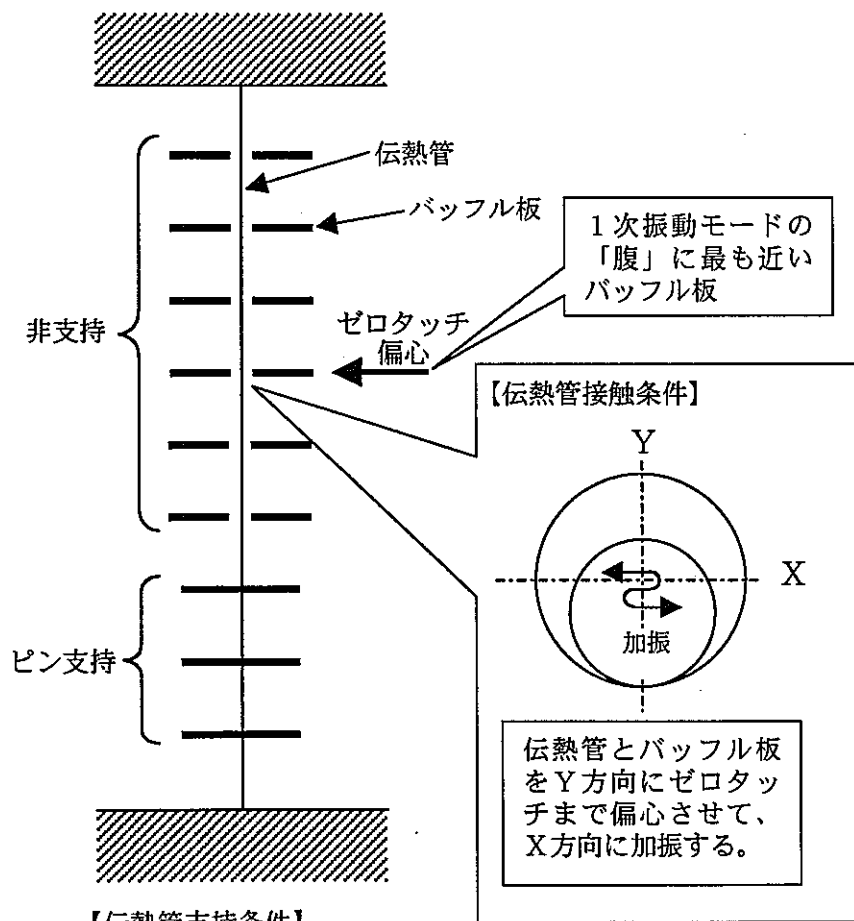 伝熱管
バッフル板
1次振動モードの
「腹」に最も近い
バッフル板
非支持
ゼロタッチ
偏心
【伝熱管接触条件】
Y
X
加振
ピン支持
伝熱管とバッフル板
をY方向にゼロタッ
チまで偏心させて、
X方向に加振する。
【伝熱管支持条件】